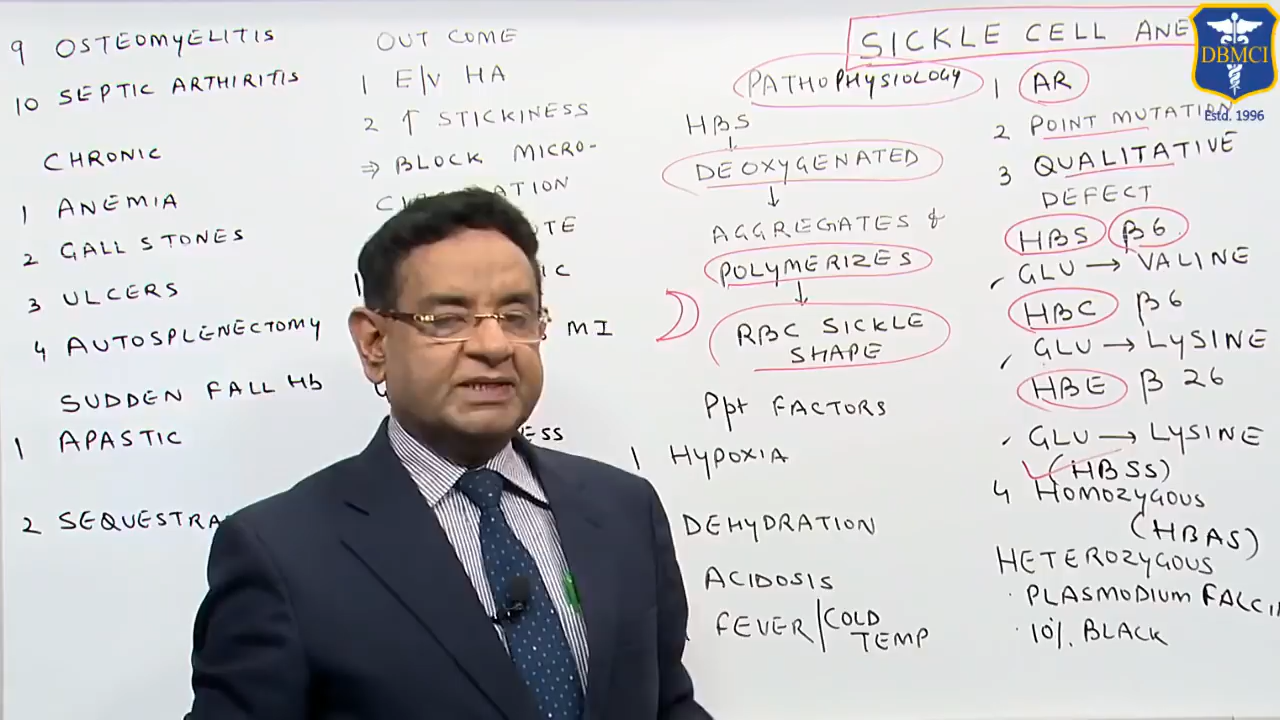 9 OSTEOMYELITIS
10 SEPTIC ARTHIRITIS
CHRONIC
1 ANEMIA
2 GALL STONES
3 ULCERS
4 AUTOSPLENECTOMY
SUDDEN FALL Hb
1 APASTIC
2 SEQUESTRA
OUT COME
1 E/V HA
2 ↑ STICKINESS
⇒ BLOCK MICRO-
MI
ESS
PATHOPHYSIOLOGY
HBS
↓
DEOXYGENATED
↓
AGGREGATES &
POLYMERIZES
↓
RBC SICKLE
SHAPE
Ppt FACTORS
1 HYPOXIA
DEHYDRATION
ACIDOSIS
FEVER/COLD
TEMP
SICKLE CELL ANE
1 AR
2 POINT MUTATION
3 QUALITATIVE
DEFECT
HBS β6
GLU → VALINE
HBC β6
GLU → LYSINE
HBE β 26
GLU → LYSINE
(HBSS)
4 HOMOZYGOUS
(HBAS)
HETEROZYGOUS
· PLASMODIUM FALCI
· 10% BLACK
DBMCI
Estd. 1996